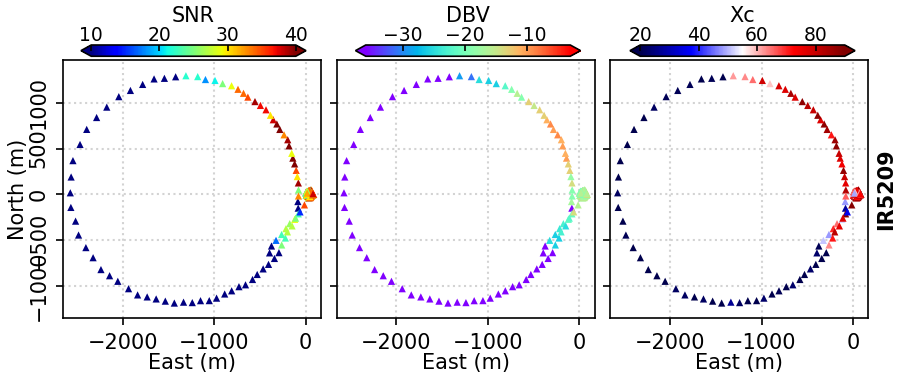 SNR DBV Xc
10 20 30 40 −30 −20 −10 20 40 60 80
North (m)
1000
500
0
−500
−1000
IR5209
−2000 −1000 0 −2000 −1000 0 −2000 −1000 0
East (m) East (m) East (m)